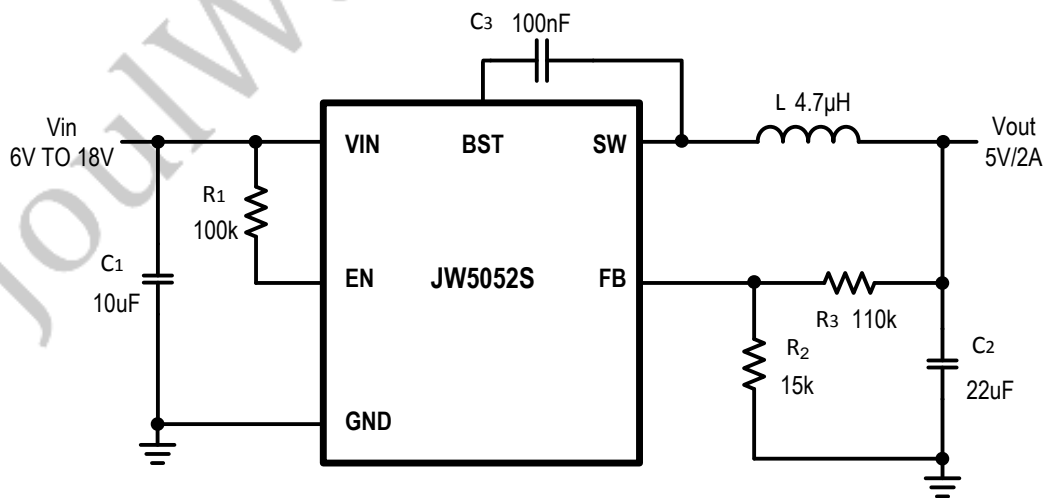 C3 100nF
L 4.7µH
Vin
6V TO 18V
VIN
BST
SW
Vout
5V/2A
R1
100k
C1
10uF
EN
JW5052S
FB
R3 110k
R2
15k
C2
22uF
GND
JoulW